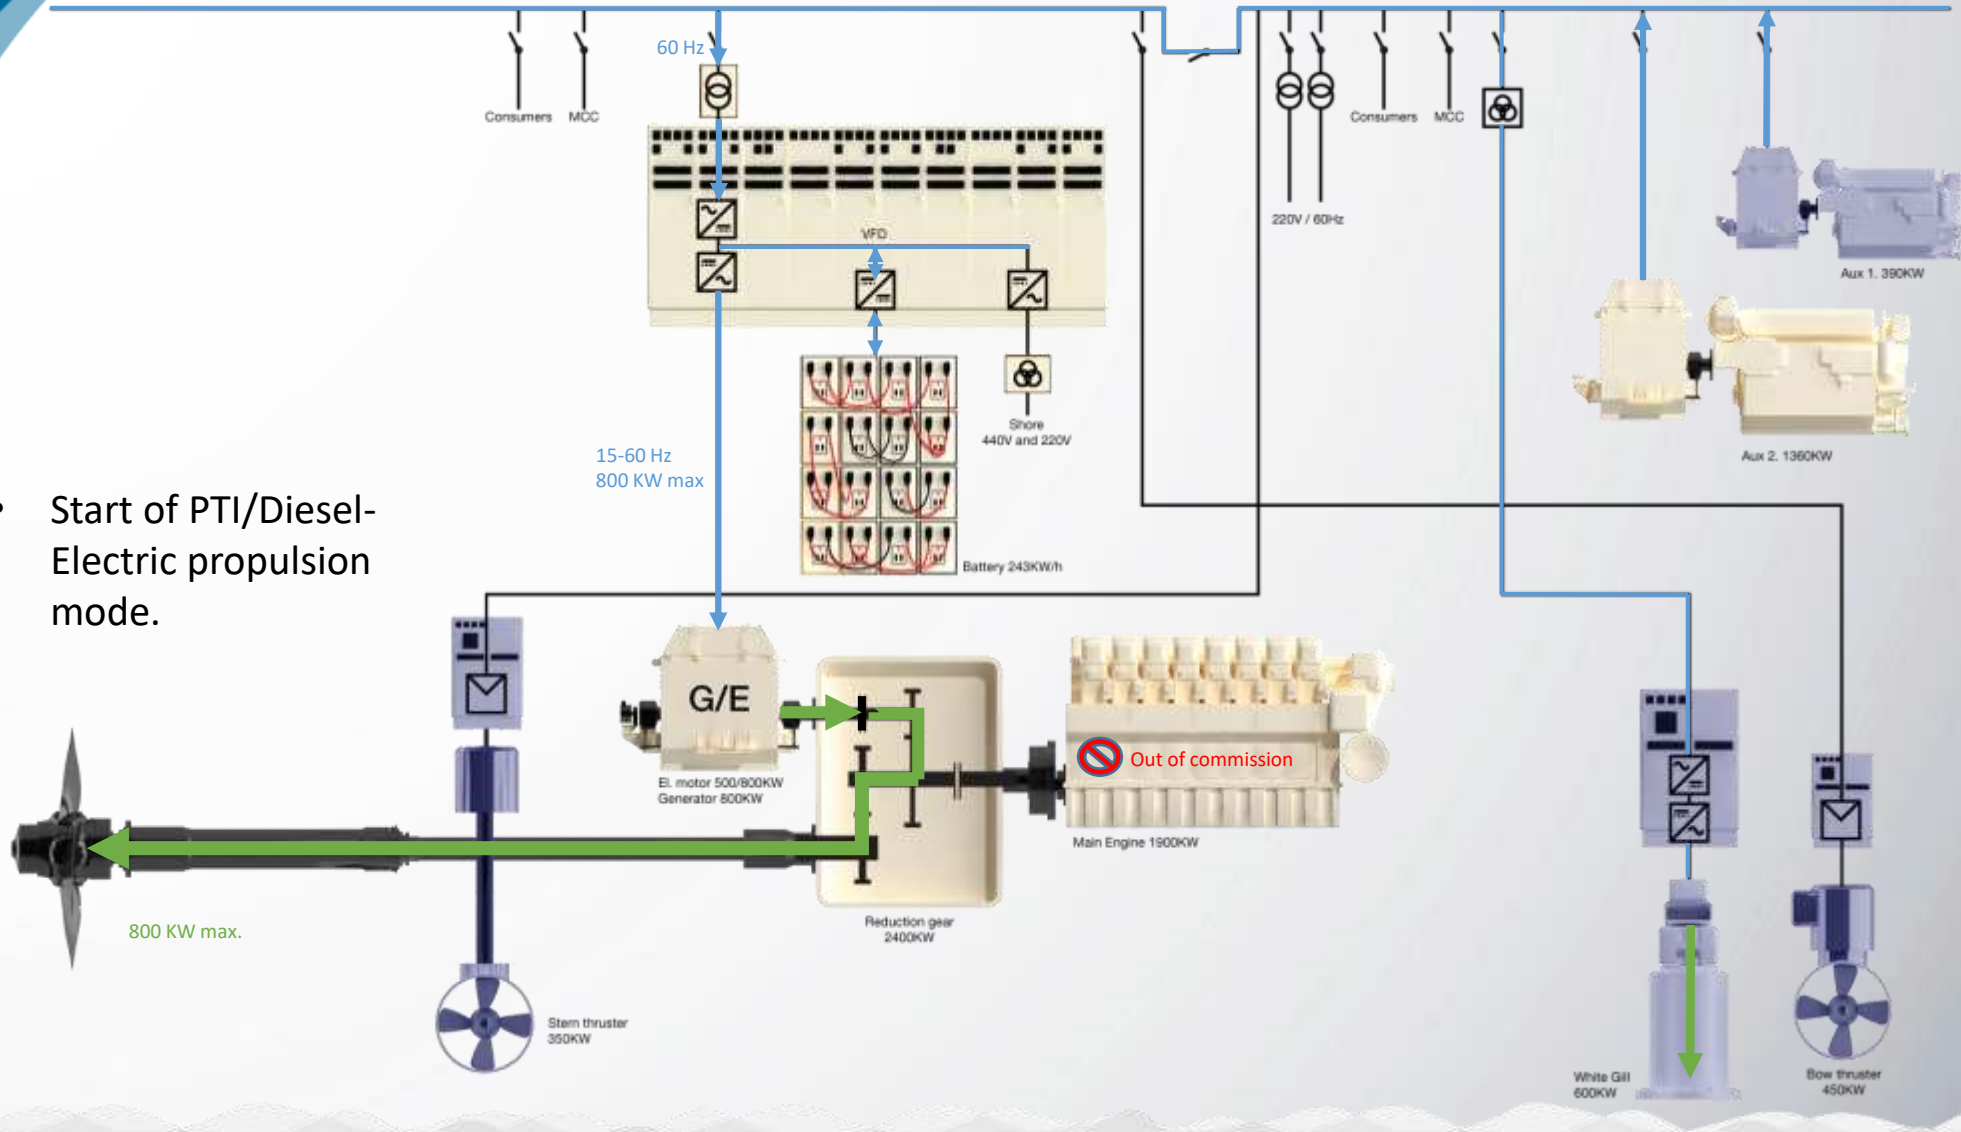 60 Hz
Consumers
MCC
220V / 60Hz
Consumers
MCC
Aux 1. 390KW
VFD
Shore
440V and 220V
Aux 2. 1360KW
15-60 Hz
800 KW max
• Start of PTI/Diesel-
Electric propulsion
mode.
Battery 243KW/h
G/E
El. motor 500/800KW
Generator 800KW
Out of commission
Main Engine 1900KW
800 KW max.
Reduction gear
2400KW
Stern thruster
350KW
White Gill
600KW
Bow thruster
450KW